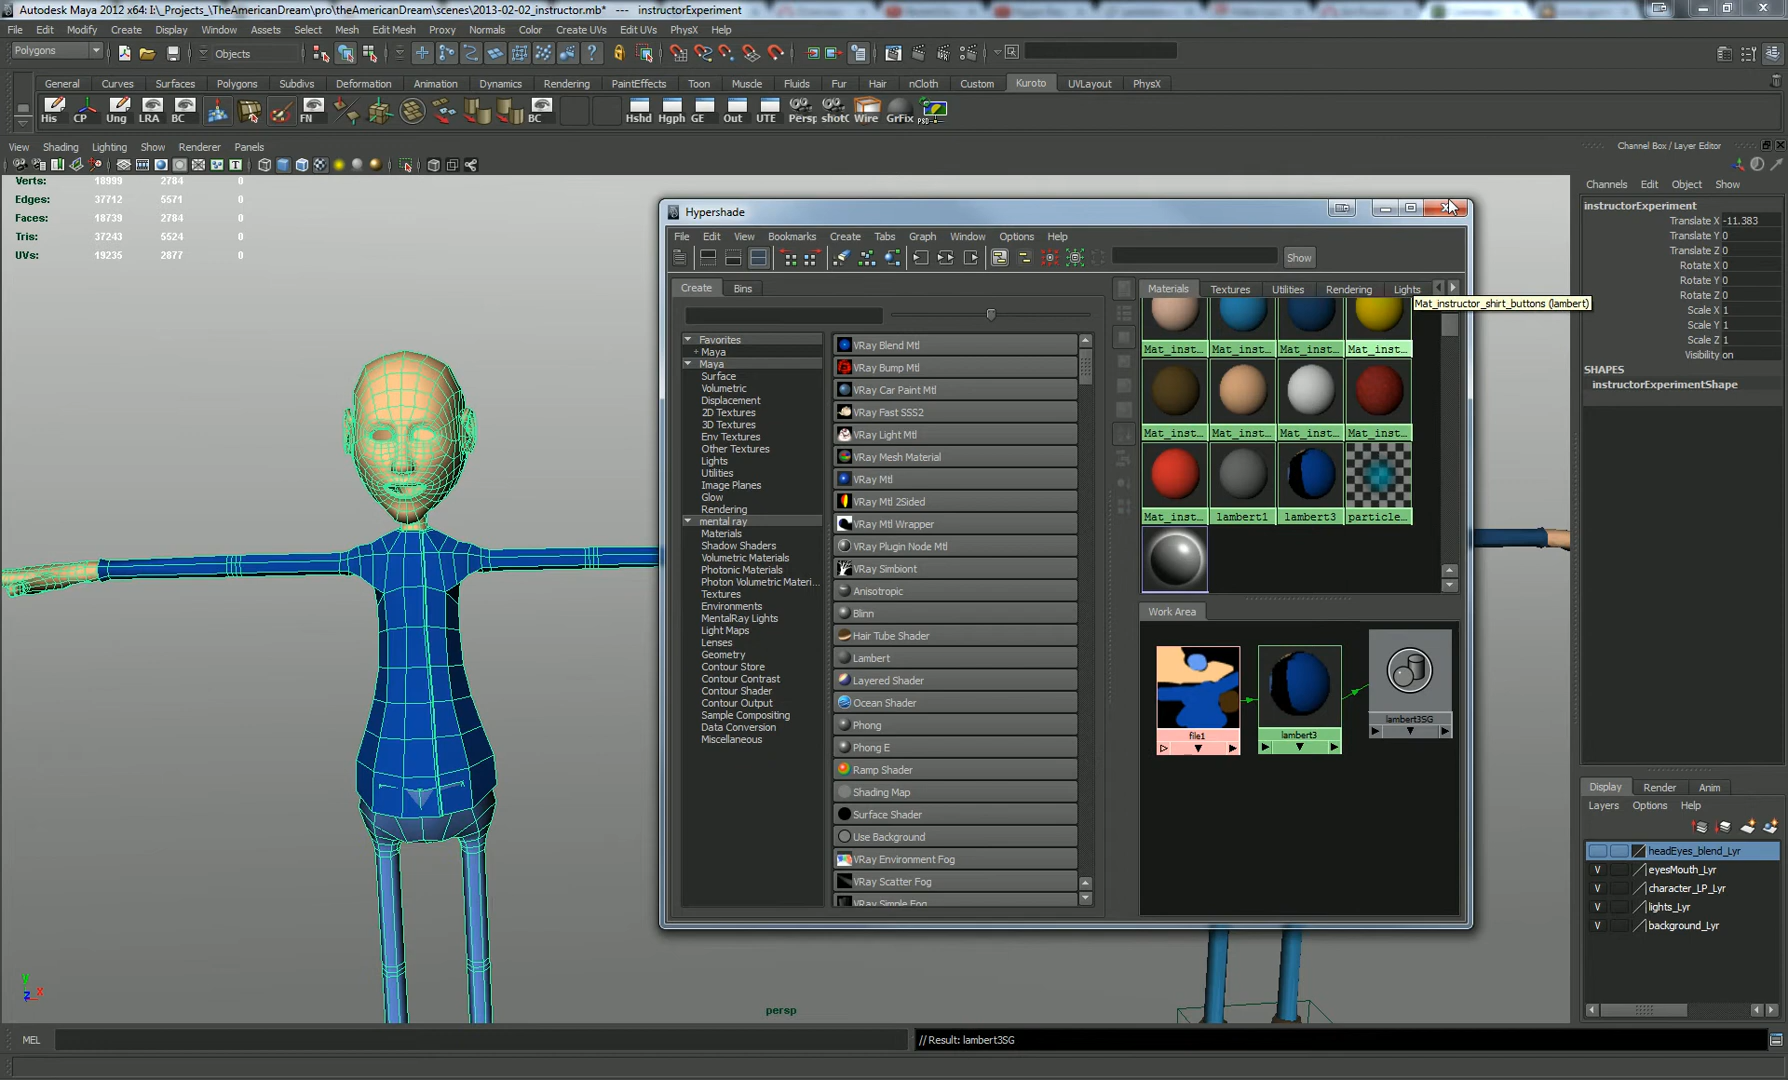 Autodesk Maya 2012 x64: I:\_Projects_\TheAmericanDream\pro\theAmericanDream\scenes\2013-02-02_instructor.mb* --- instructorExperiment
File Edit Modify Create Display Window Assets Select Mesh Edit Mesh Proxy Normals Color Create UVs Edit UVs PhysX Help
Polygons Objects
General Curves Surfaces Polygons Subdivs Deformation Animation Dynamics Rendering PaintEffects Toon Muscle Fluids Fur Hair nCloth Custom Kuroto UVLayout PhysX
His CP Ung LRA BC FN BC Hshd Hgph GE Out UTE Persp shotC Wire GrFix
View Shading Lighting Show Renderer Panels
Channel Box / Layer Editor
Verts: 18999 2784 0
Edges: 37712 5571 0
Faces: 18739 2784 0
Tris: 37243 5524 0
UVs: 19235 2877 0
Channels Edit Object Show
instructorExperiment
Translate X -11.383
Translate Y 0
Translate Z 0
Rotate X 0
Rotate Y 0
Rotate Z 0
Scale X 1
Scale Y 1
Scale Z 1
Visibility on
SHAPES
instructorExperimentShape
Hypershade
File Edit View Bookmarks Create Tabs Graph Window Options Help
Show
Create Bins
Materials Textures Utilities Rendering Lights
Mat_instructor_shirt_buttons (lambert)
Favorites
+ Maya
Maya
Surface
Volumetric
Displacement
2D Textures
3D Textures
Env Textures
Other Textures
Lights
Utilities
Image Planes
Glow
Rendering
mental ray
Materials
Shadow Shaders
Volumetric Materials
Photonic Materials
Photon Volumetric Materi...
Textures
Environments
MentalRay Lights
Light Maps
Lenses
Geometry
Contour Store
Contour Contrast
Contour Shader
Contour Output
Sample Compositing
Data Conversion
Miscellaneous
VRay Blend Mtl
VRay Bump Mtl
VRay Car Paint Mtl
VRay Fast SSS2
VRay Light Mtl
VRay Mesh Material
VRay Mtl
VRay Mtl 2Sided
VRay Mtl Wrapper
VRay Plugin Node Mtl
VRay Simbiont
Anisotropic
Blinn
Hair Tube Shader
Lambert
Layered Shader
Ocean Shader
Phong
Phong E
Ramp Shader
Shading Map
Surface Shader
Use Background
VRay Environment Fog
VRay Scatter Fog
VRay Simple Fog
Mat_inst... Mat_inst... Mat_inst... Mat_inst...
Mat_inst... Mat_inst... Mat_inst... Mat_inst...
Mat_inst... lambert1 lambert3 particle...
Work Area
file1 lambert3 lambert3SG
Display Render Anim
Layers Options Help
headEyes_blend_Lyr
V eyesMouth_Lyr
V character_LP_Lyr
V lights_Lyr
V background_Lyr
y
z x
persp
MEL
// Result: lambert3SG